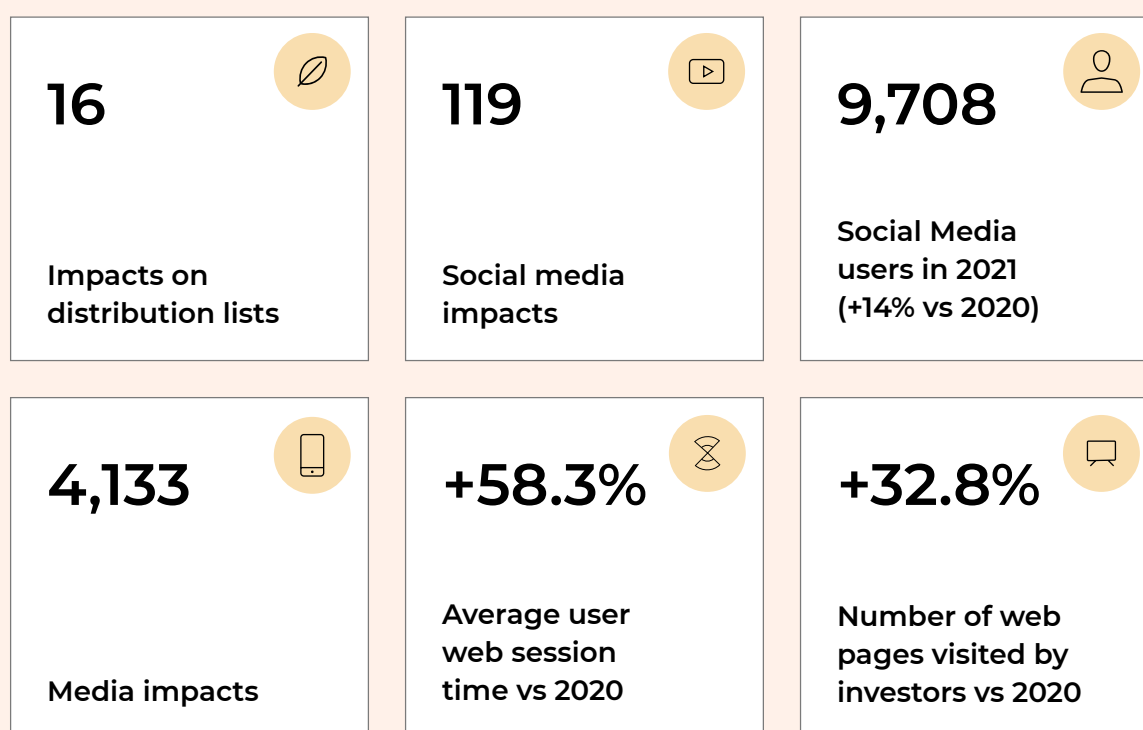 16
Impacts on
distribution lists
119
Social media
impacts
9,708
Social Media
users in 2021
(+14% vs 2020)
4,133
Media impacts
+58.3%
Average user
web session
time vs 2020
+32.8%
Number of web
pages visited by
investors vs 2020